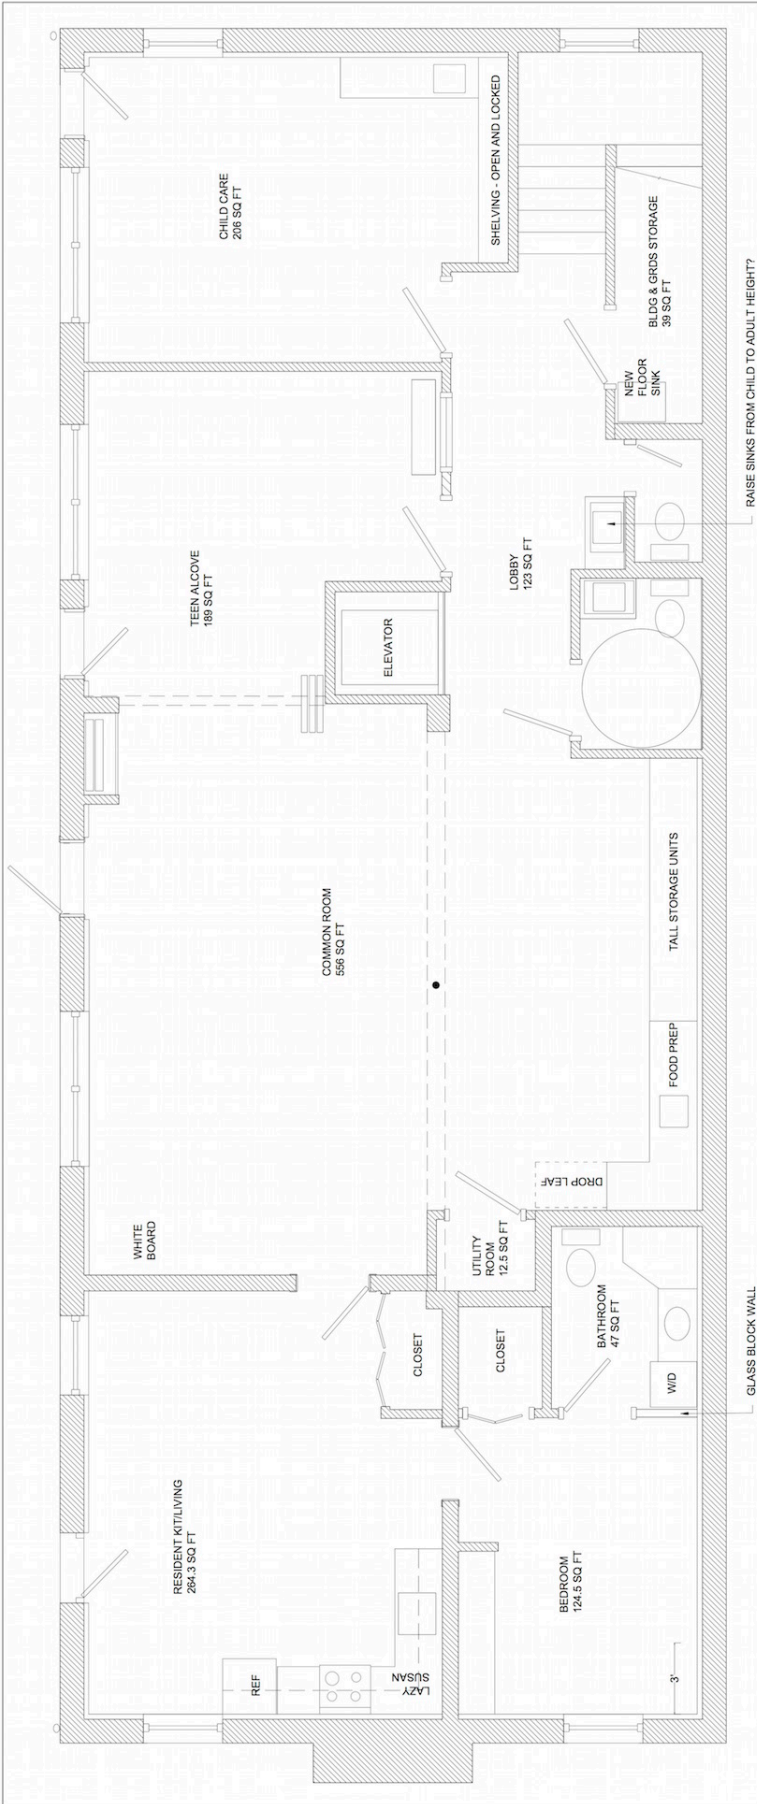 CHILD CARE
206 SQ FT
SHELVING - OPEN AND LOCKED
BLDG & GRDS STORAGE
39 SQ FT
NEW
FLOOR
SINK
RAISE SINKS FROM CHILD TO ADULT HEIGHT?
TEEN ALCOVE
189 SQ FT
ELEVATOR
LOBBY
123 SQ FT
COMMON ROOM
556 SQ FT
TALL STORAGE UNITS
FOOD PREP
DROP LEAF
WHITE
BOARD
UTILITY
ROOM
12.5 SQ FT
CLOSET
CLOSET
BATHROOM
47 SQ FT
W/D
GLASS BLOCK WALL
RESIDENT KIT/LIVING
264.3 SQ FT
BEDROOM
124.5 SQ FT
REF
LAZY
SUSAN
3'